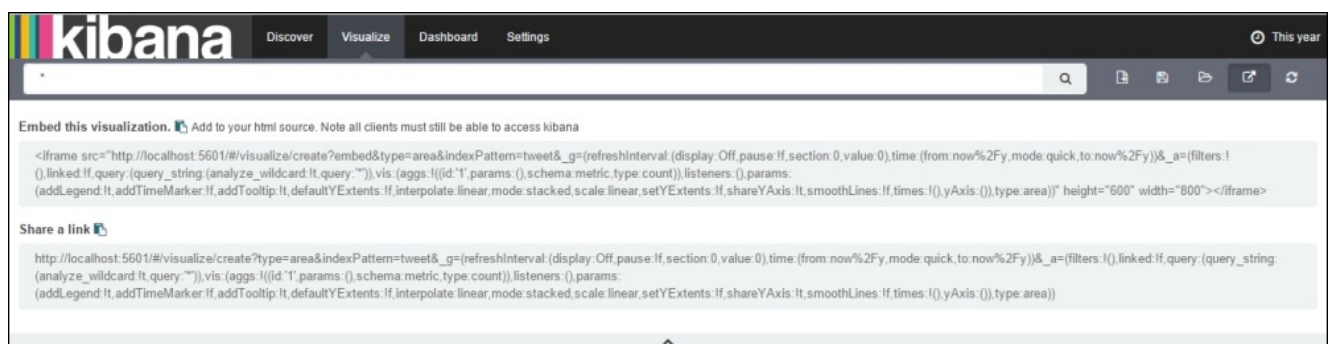 kibana Discover Visualize Dashboard Settings This year
*
Embed this visualization. Add to your html source. Note all clients must still be able to access kibana
<iframe src="http://localhost:5601/#/visualize/create?embed&type=area&indexPattern=tweet&_g=(refreshInterval:(display:Off,pause:!f,section:0,value:0),time:(from:now%2Fy,mode:quick,to:now%2Fy))&_a=(filters:!
(),linked:!f,query:(query_string:(analyze_wildcard:!t,query:'*')),vis:(aggs:!((id:'1',params:(),schema:metric,type:count)),listeners:(),params:
(addLegend:!t,addTimeMarker:!f,addTooltip:!t,defaultYExtents:!f,interpolate:linear,mode:stacked,scale:linear,setYExtents:!f,shareYAxis:!t,smoothLines:!f,times:!(),yAxis:()),type:area))" height="600" width="800"></iframe>
Share a link
http://localhost:5601/#/visualize/create?type=area&indexPattern=tweet&_g=(refreshInterval:(display:Off,pause:!f,section:0,value:0),time:(from:now%2Fy,mode:quick,to:now%2Fy))&_a=(filters:!(),linked:!f,query:(query_string:
(analyze_wildcard:!t,query:'*')),vis:(aggs:!((id:'1',params:(),schema:metric,type:count)),listeners:(),params:
(addLegend:!t,addTimeMarker:!f,addTooltip:!t,defaultYExtents:!f,interpolate:linear,mode:stacked,scale:linear,setYExtents:!f,shareYAxis:!t,smoothLines:!f,times:!(),yAxis:()),type:area))